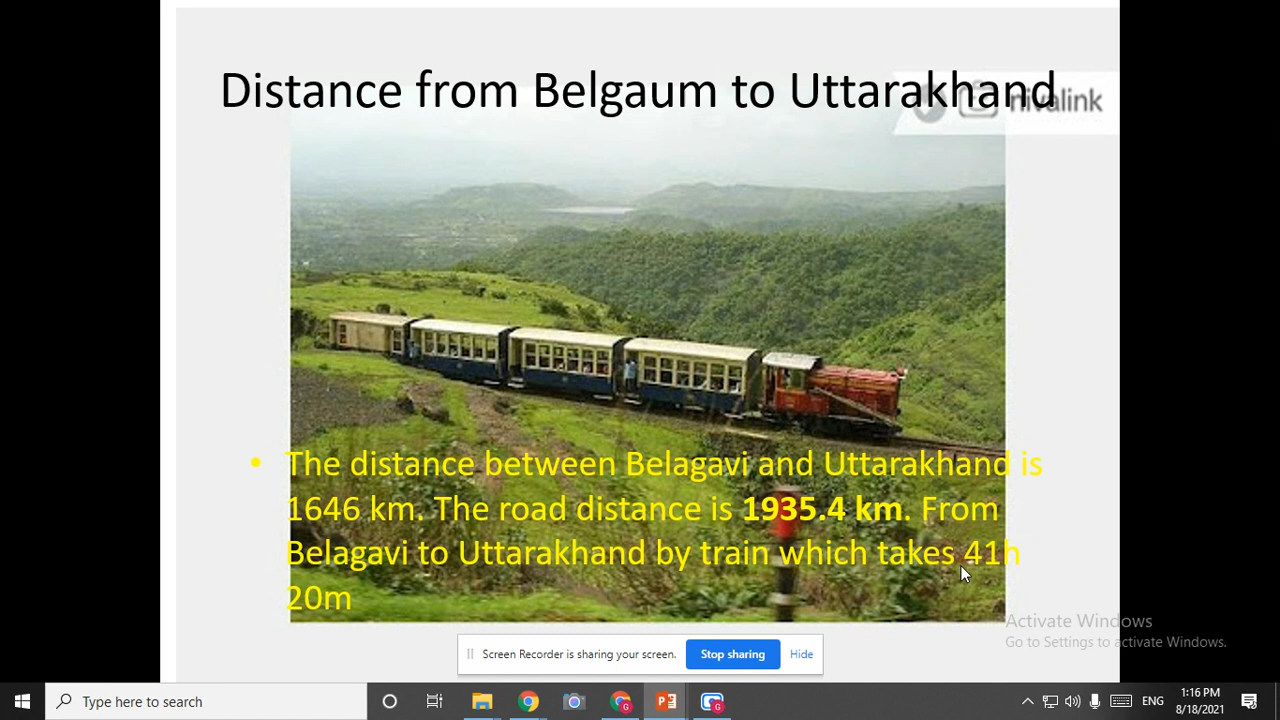 Distance from Belgaum to Uttarakhand
nivalink
• The distance between Belagavi and Uttarakhand is
1646 km. The road distance is 1935.4 km. From
Belagavi to Uttarakhand by train which takes 41h
20m
Activate Windows
Go to Settings to activate Windows.
Screen Recorder is sharing your screen.
Stop sharing
Hide
Type here to search
ENG
1:16 PM
8/18/2021